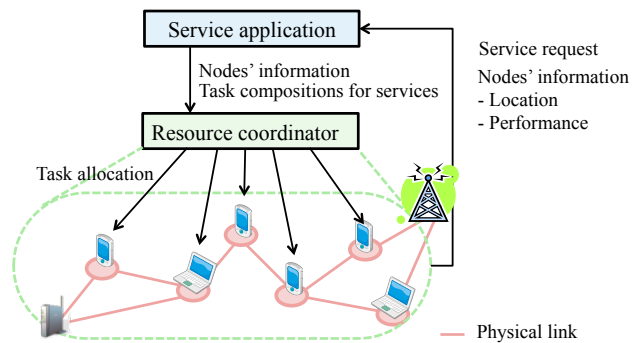 Service application
Service request
Nodes' information
Task compositions for services
Nodes' information
- Location
- Performance
Resource coordinator
Task allocation
Physical link